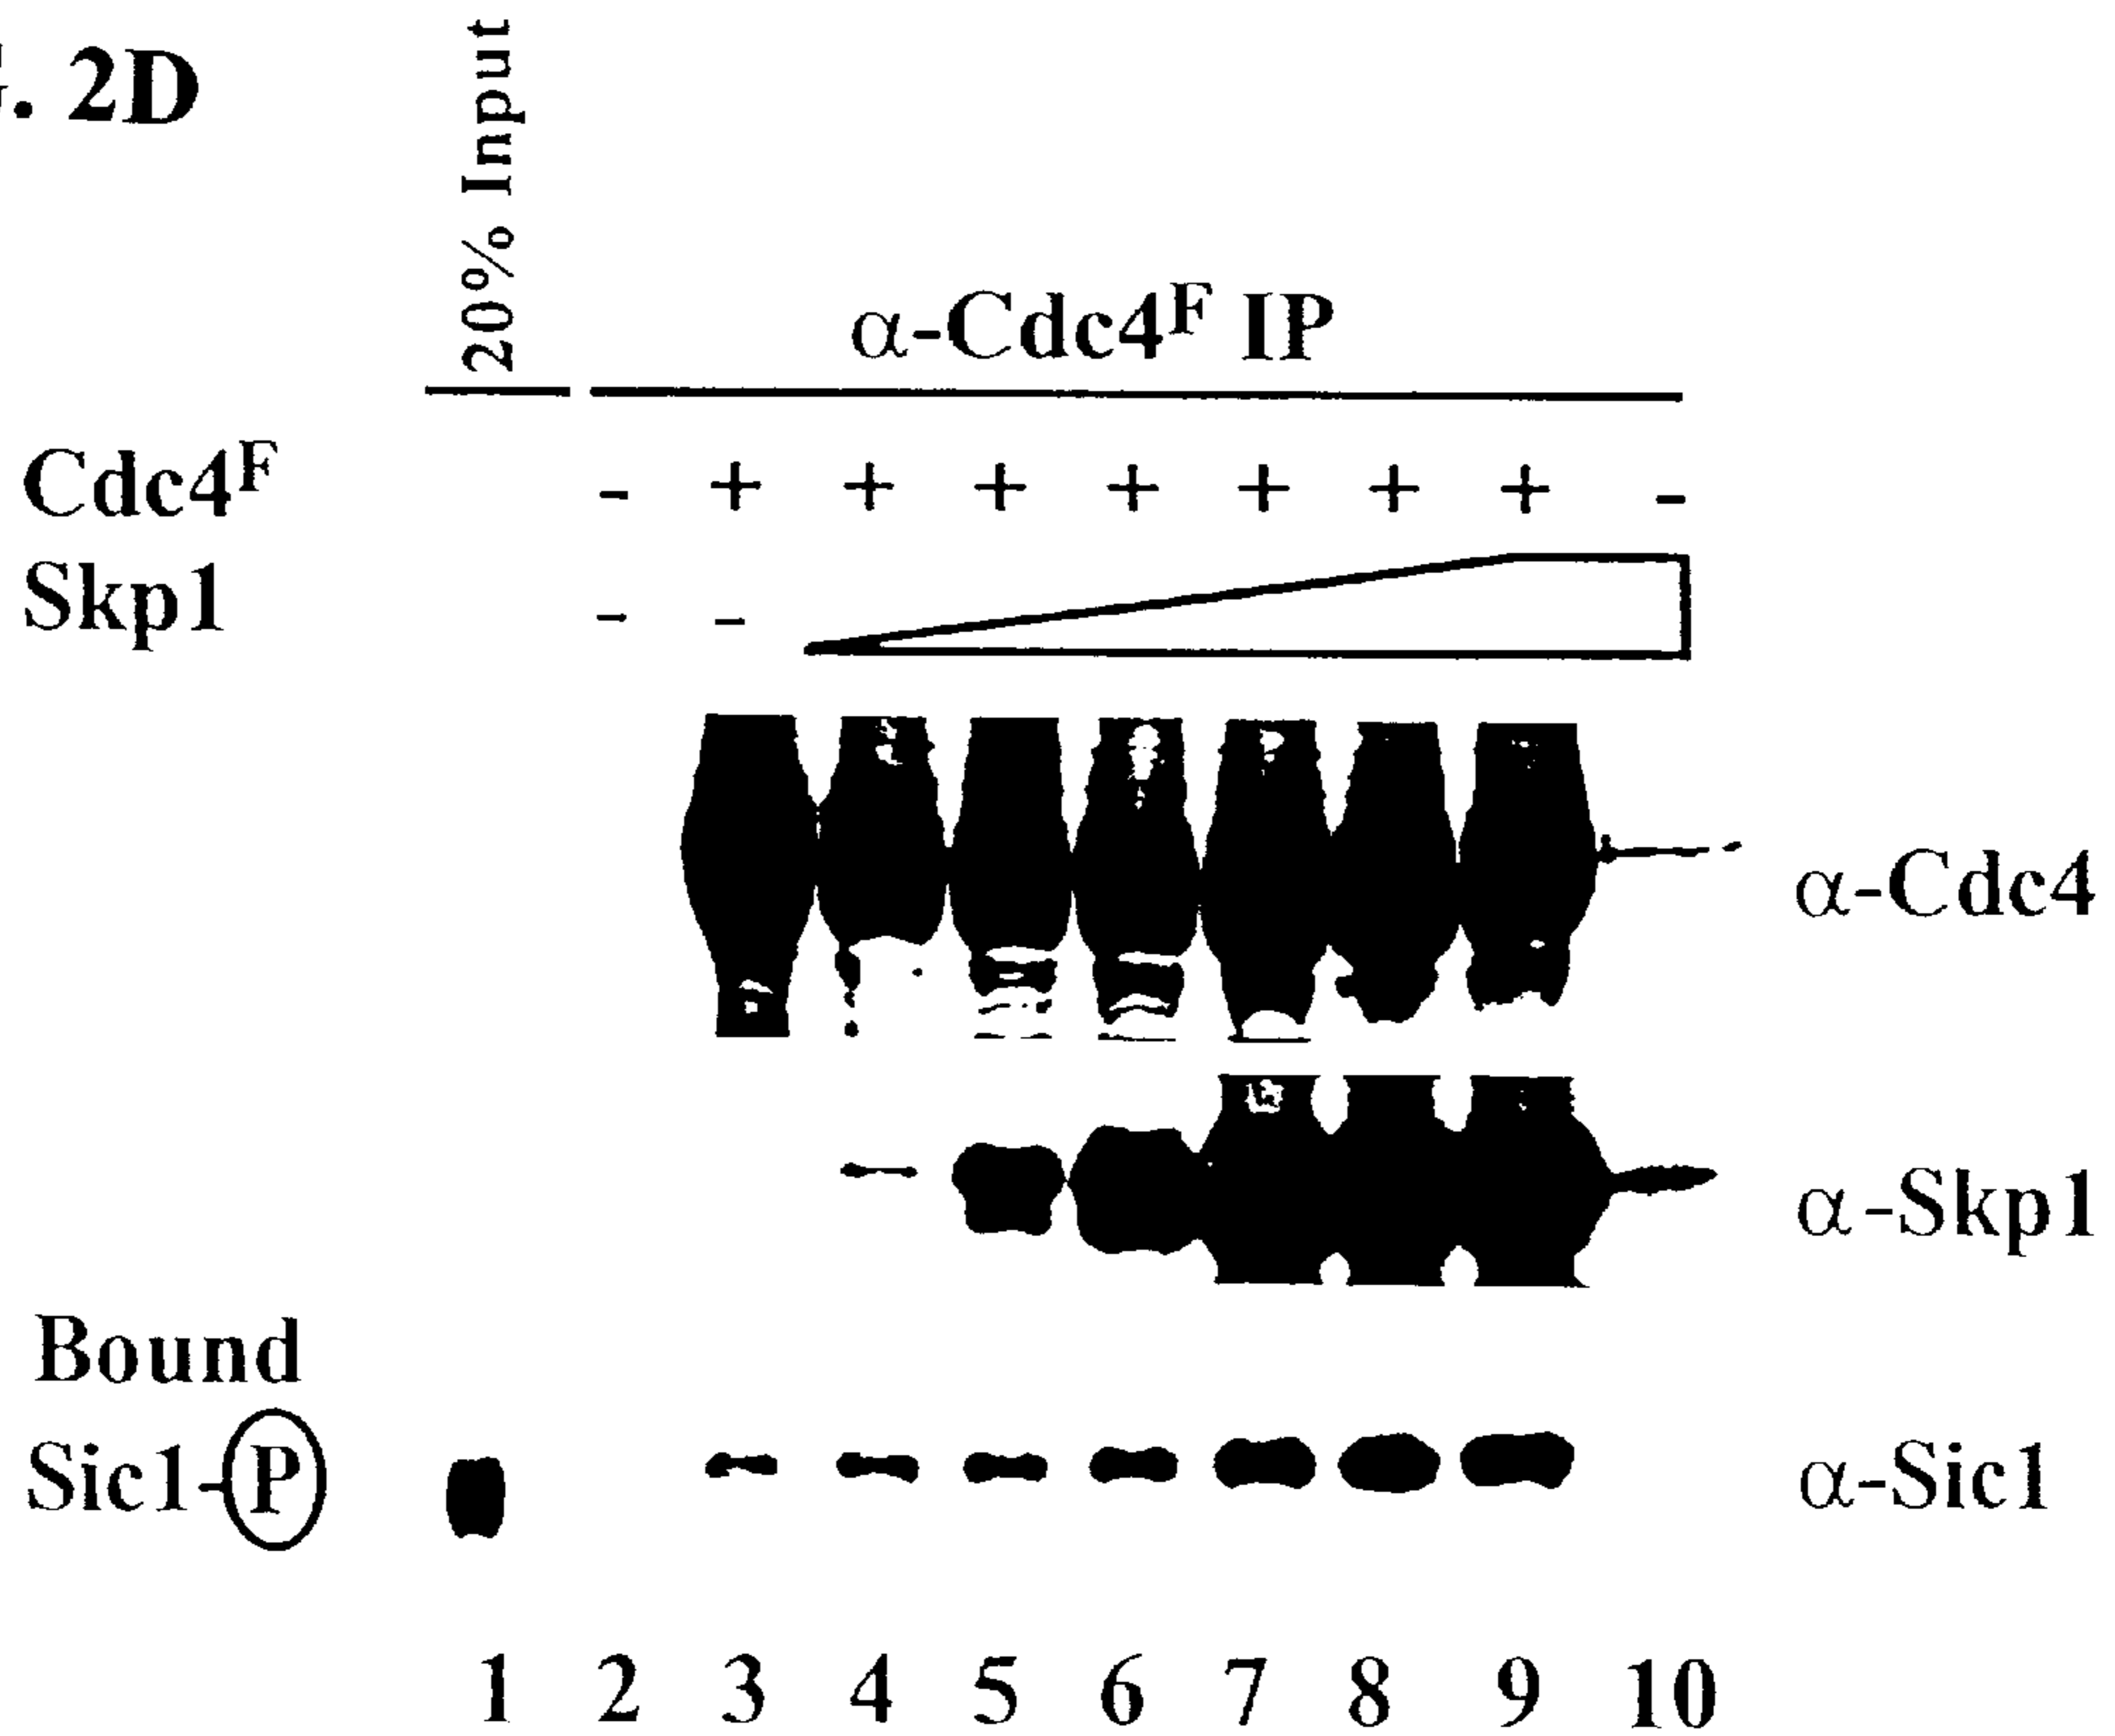 . 2D
20% Input
α-Cdc4F IP
Cdc4F - + + + + + + + -
Skp1 - -
α-Cdc4
α-Skp1
Bound
Sic1-P α-Sic1
1 2 3 4 5 6 7 8 9 10